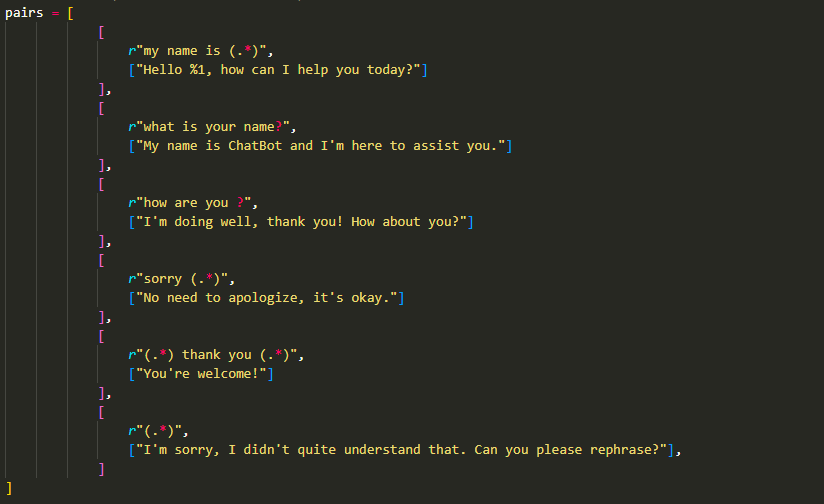 pairs = [
[
r"my name is (.*)",
["Hello %1, how can I help you today?"]
],
[
r"what is your name?",
["My name is ChatBot and I'm here to assist you."]
],
[
r"how are you ?",
["I'm doing well, thank you! How about you?"]
],
[
r"sorry (.*)",
["No need to apologize, it's okay."]
],
[
r"(.*) thank you (.*)",
["You're welcome!"]
],
[
r"(.*)",
["I'm sorry, I didn't quite understand that. Can you please rephrase?"],
]
]